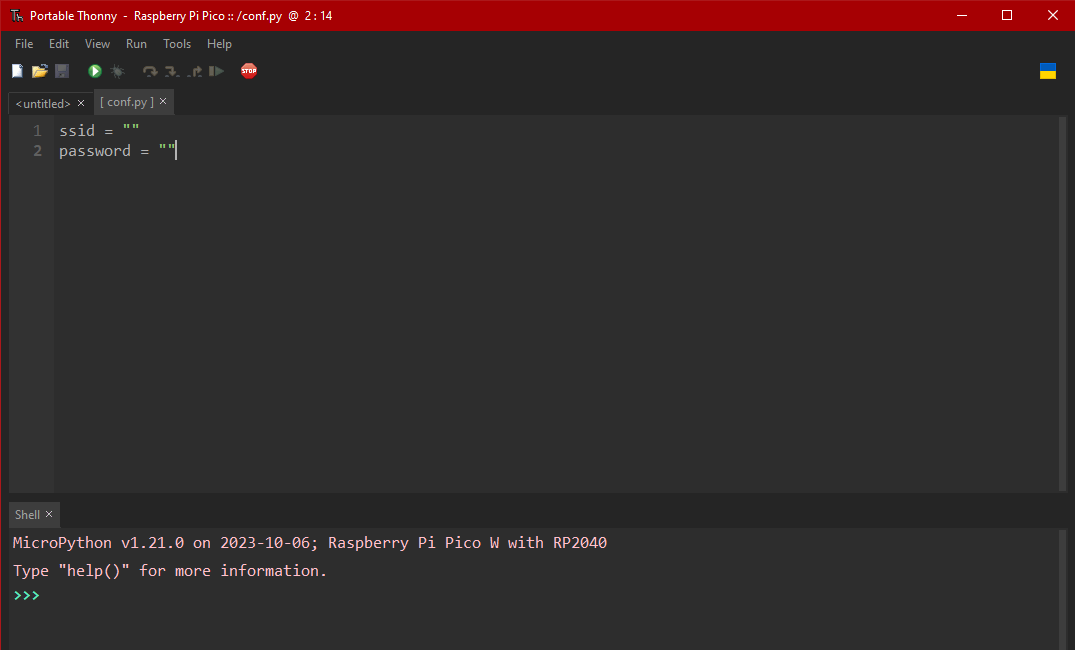 Th Portable Thonny - Raspberry Pi Pico :: /conf.py @ 2 : 14
File Edit View Run Tools Help
STOP
<untitled> × [ conf.py ] ×
1 ssid = ""
2 password = ""
Shell ×
MicroPython v1.21.0 on 2023-10-06; Raspberry Pi Pico W with RP2040
Type "help()" for more information.
>>>